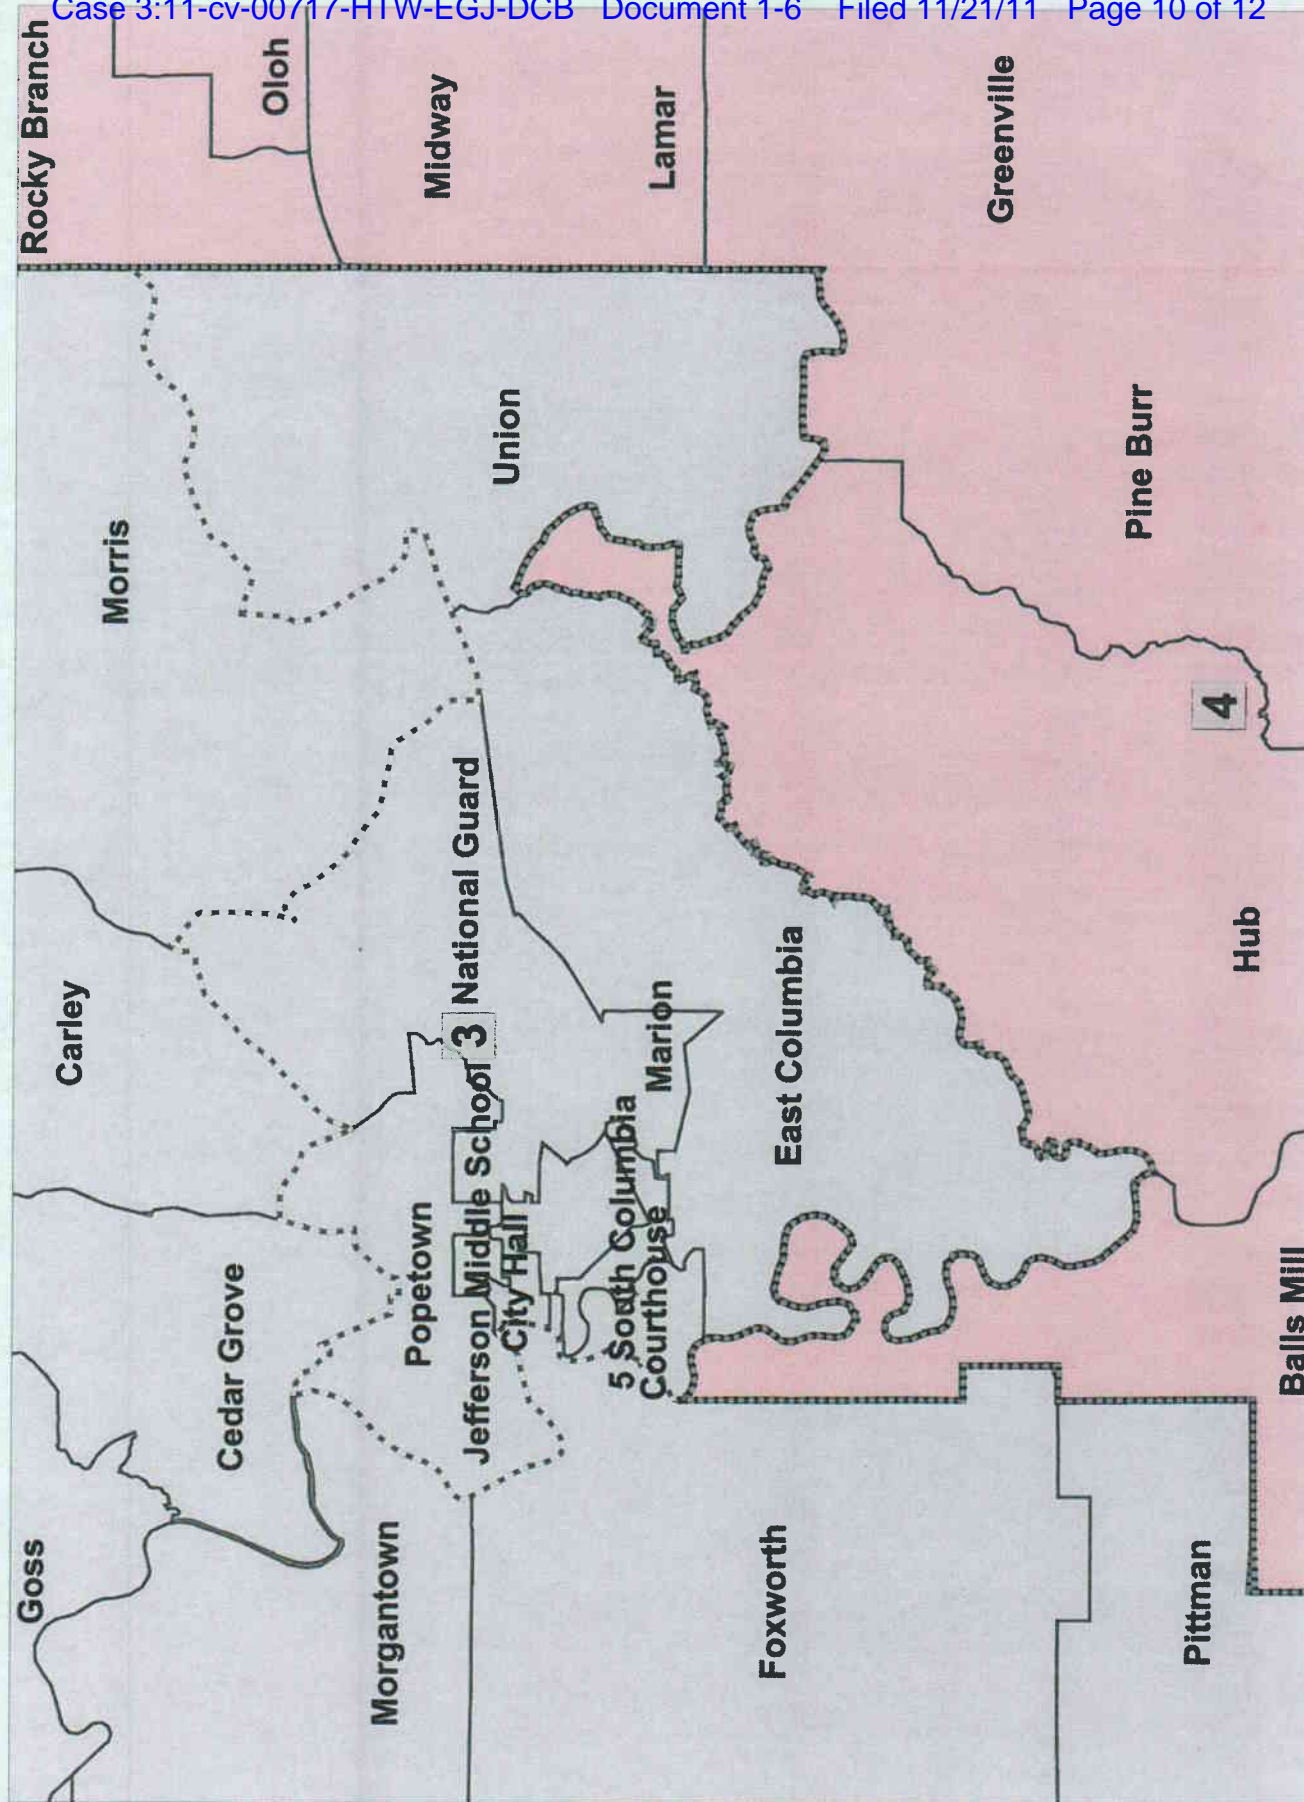 Case 3:11-cv-00717-HTW-EGJ-DCB Document 1-6 Filed 11/21/11 Page 10 of 12
Goss
Cedar Grove
Carley
Morris
Rocky Branch
Oloh
Midway
Lamar
Greenville
Union
Pine Burr
Morgantown
Popetown
Jefferson Middle School
3
National Guard
City Hall
5 South Columbia
Courthouse
Marion
East Columbia
Foxworth
Pittman
Balls Mill
Hub
4